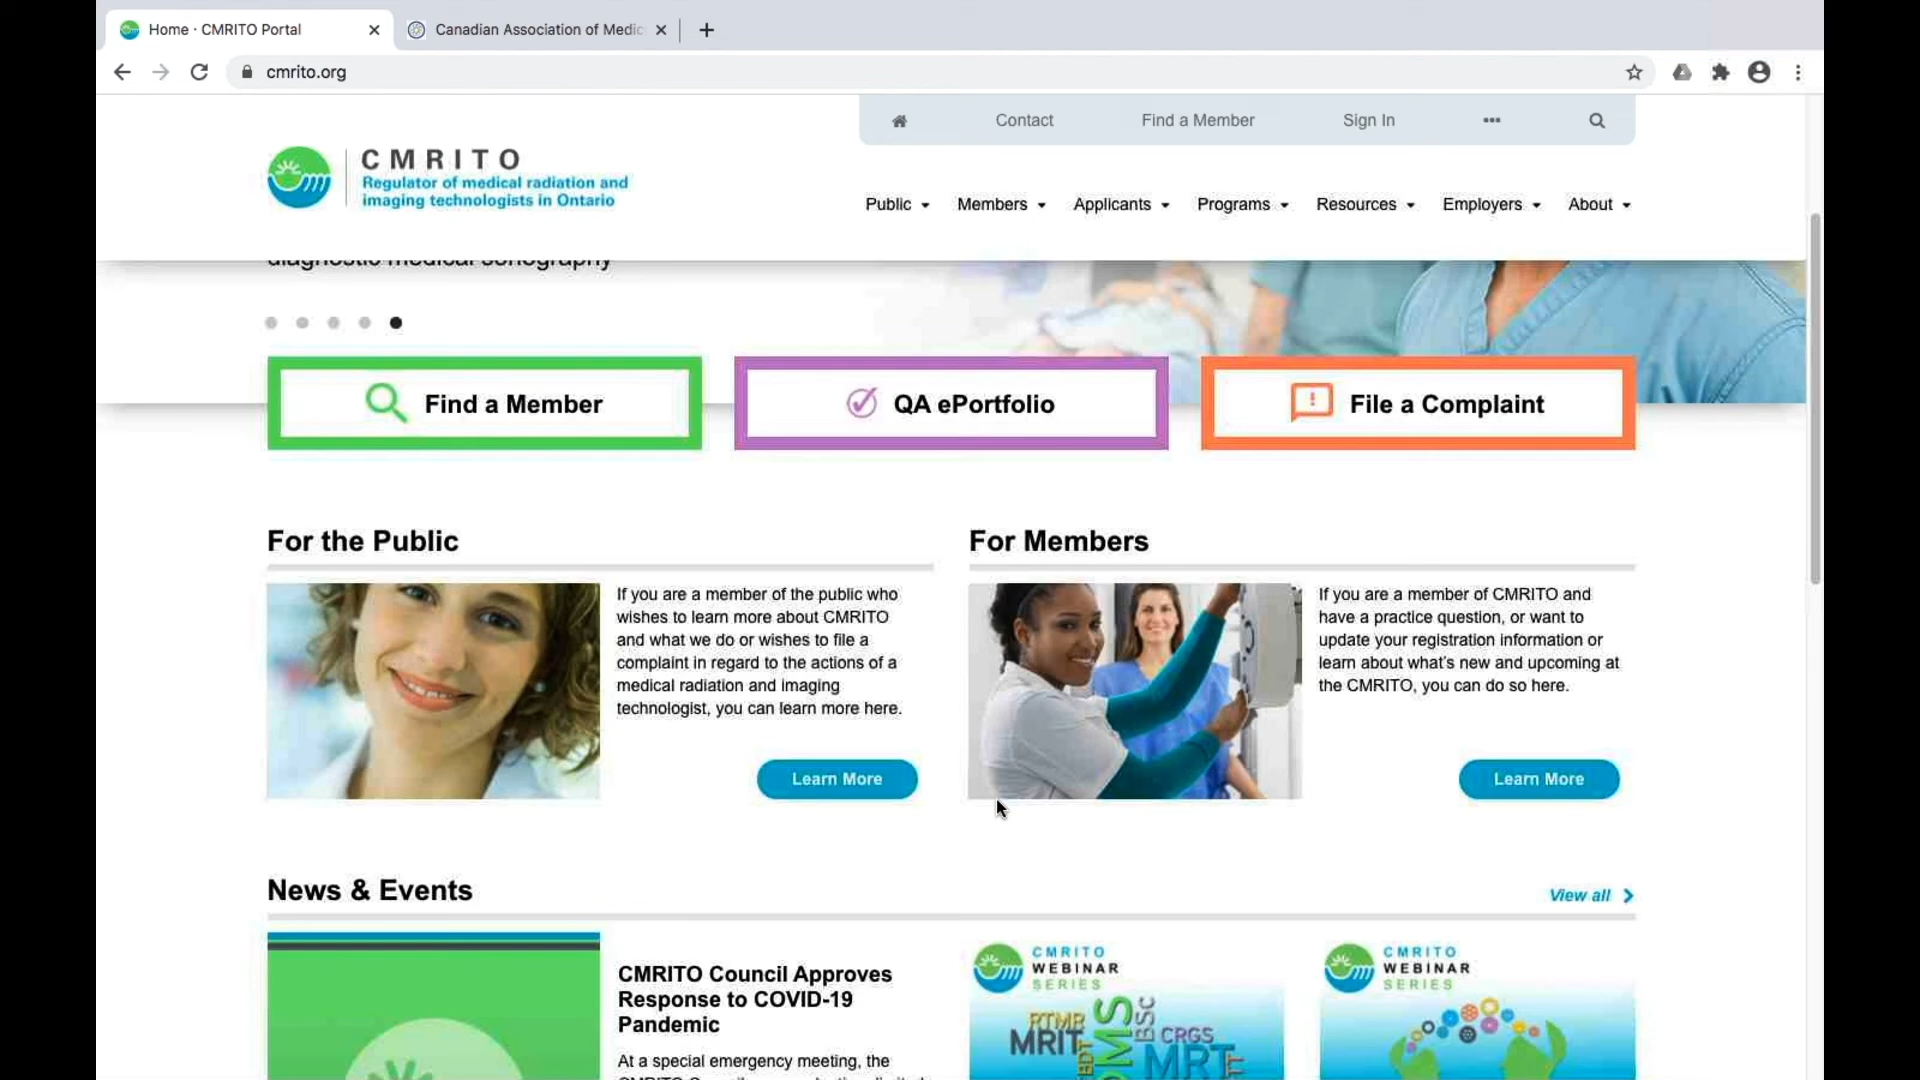 Home · CMRITO Portal
Canadian Association of Medic
cmrito.org
Contact
Find a Member
Sign In
CMRITO
Regulator of medical radiation and
imaging technologists in Ontario
Public
Members
Applicants
Programs
Resources
Employers
About
diagnostic medical sonography
Find a Member
QA ePortfolio
File a Complaint
For the Public
If you are a member of the public who
wishes to learn more about CMRITO
and what we do or wishes to file a
complaint in regard to the actions of a
medical radiation and imaging
technologist, you can learn more here.
Learn More
For Members
If you are a member of CMRITO and
have a practice question, or want to
update your registration information or
learn about what's new and upcoming at
the CMRITO, you can do so here.
Learn More
News & Events
View all
CMRITO Council Approves
Response to COVID-19
Pandemic
At a special emergency meeting, the
CMRITO
WEBINAR
SERIES
RTMR
MRIT
DMS
BSc
CRGS
MRT
CMRITO
WEBINAR
SERIES